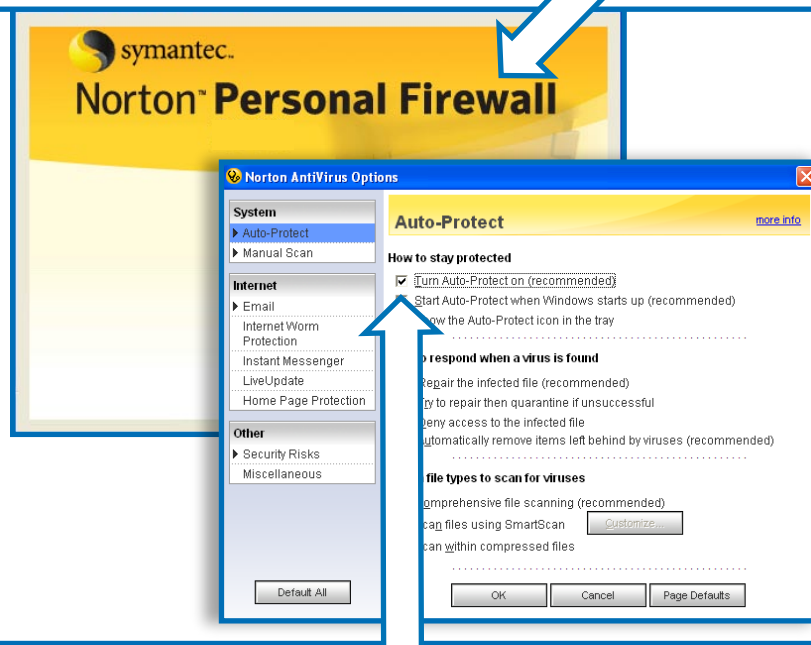 symantec.
Norton™ Personal Firewall
Norton AntiVirus Options
System
Auto-Protect
Manual Scan
Internet
Email
Internet Worm
Protection
Instant Messenger
LiveUpdate
Home Page Protection
Other
Security Risks
Miscellaneous
Default All
Auto-Protect
more info
How to stay protected
Turn Auto-Protect on (recommended)
Start Auto-Protect when Windows starts up (recommended)
the Auto-Protect icon in the tray
respond when a virus is found
Repair the infected file (recommended)
Try to repair then quarantine if unsuccessful
Deny access to the infected file
Automatically remove items left behind by viruses (recommended)
file types to scan for viruses
Comprehensive file scanning (recommended)
files using SmartScan
Customize...
within compressed files
OK
Cancel
Page Defaults